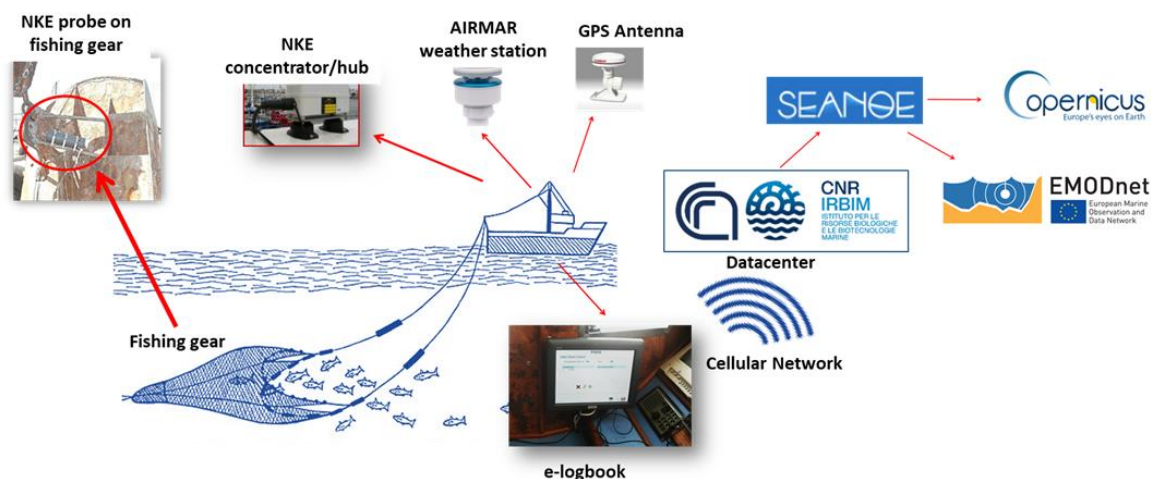 NKE probe on
fishing gear
NKE
concentrator/hub
AIRMAR
weather station
GPS Antenna
SEANOE
opernicus
Europe's eyes on Earth
CNR
IRBIM
ISTITUTO PER LE
RISORSE BIOLOGICHE
E LE BIOTECNOLOGIE
MARINE
EMODnet
European Marine
Observation and
Data Network
Datacenter
Cellular Network
Fishing gear
e-logbook